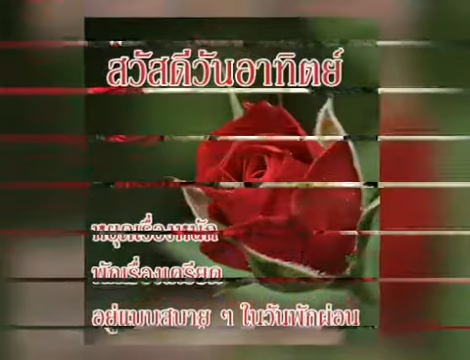 สวัสดีวันอาทิตย์
หยุดเรื่องหนัก
พักเรื่องเครียด
อยู่แบบสบาย ๆ ในวันพักผ่อน